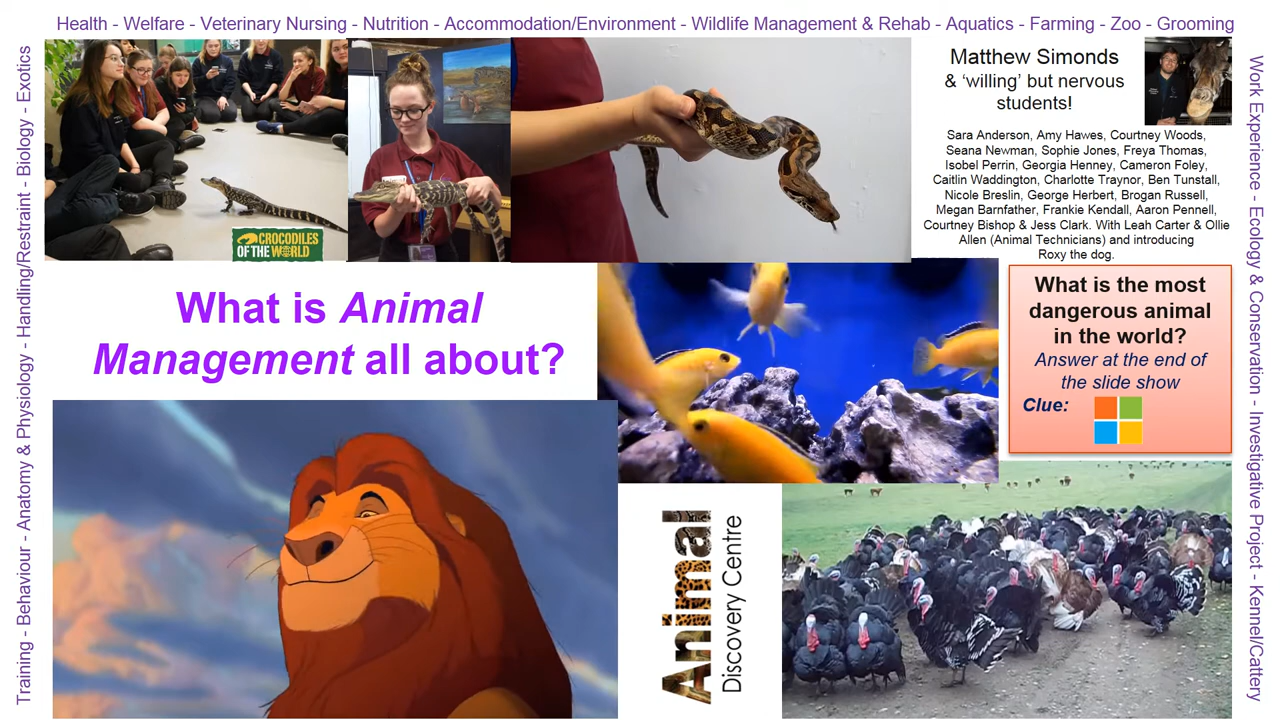 Health - Welfare - Veterinary Nursing - Nutrition - Accommodation/Environment - Wildlife Management & Rehab - Aquatics - Farming - Zoo - Grooming
Training - Behaviour - Anatomy & Physiology - Handling/Restraint - Biology - Exotics
CROCODILES
OF THE WORLD
Matthew Simonds
& ‘willing’ but nervous
students!
Sara Anderson, Amy Hawes, Courtney Woods,
Seana Newman, Sophie Jones, Freya Thomas,
Isobel Perrin, Georgia Henney, Cameron Foley,
Caitlin Waddington, Charlotte Traynor, Ben Tunstall,
Nicole Breslin, George Herbert, Brogan Russell,
Megan Barnfather, Frankie Kendall, Aaron Pennell,
Courtney Bishop & Jess Clark. With Leah Carter & Ollie
Allen (Animal Technicians) and introducing
Roxy the dog.
What is Animal
Management all about?
What is the most
dangerous animal
in the world?
Answer at the end of
the slide show
Clue:
Animal
Discovery Centre
Work Experience - Ecology & Conservation - Investigative Project - Kennel/Cattery